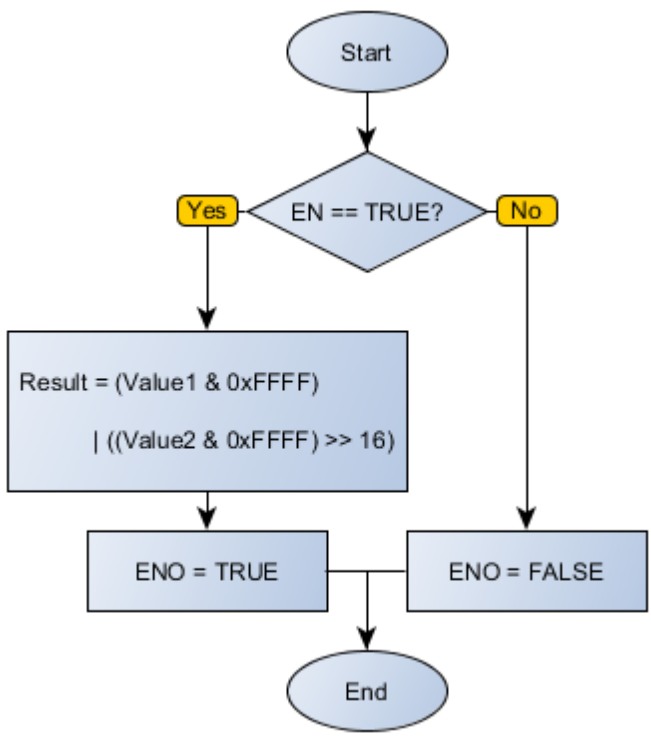 Start
EN == TRUE?
Yes
No
Result = (Value1 & 0xFFFF)
| ((Value2 & 0xFFFF) >> 16)
ENO = TRUE
ENO = FALSE
End